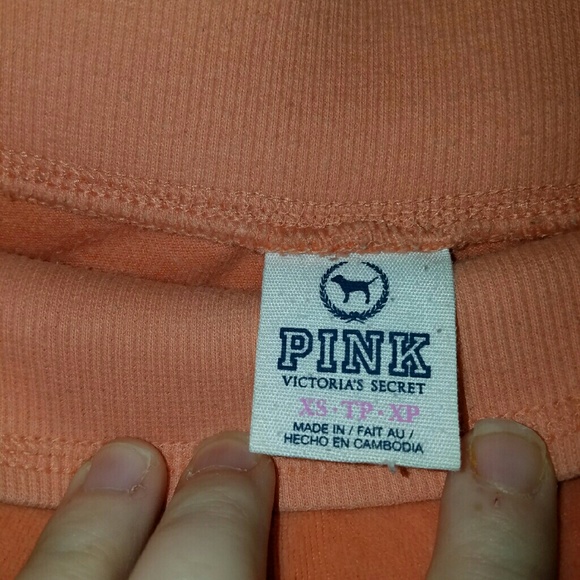 PINK
VICTORIA'S SECRET
XS · TP · XP
MADE IN / FAIT AU /
HECHO EN CAMBODIA